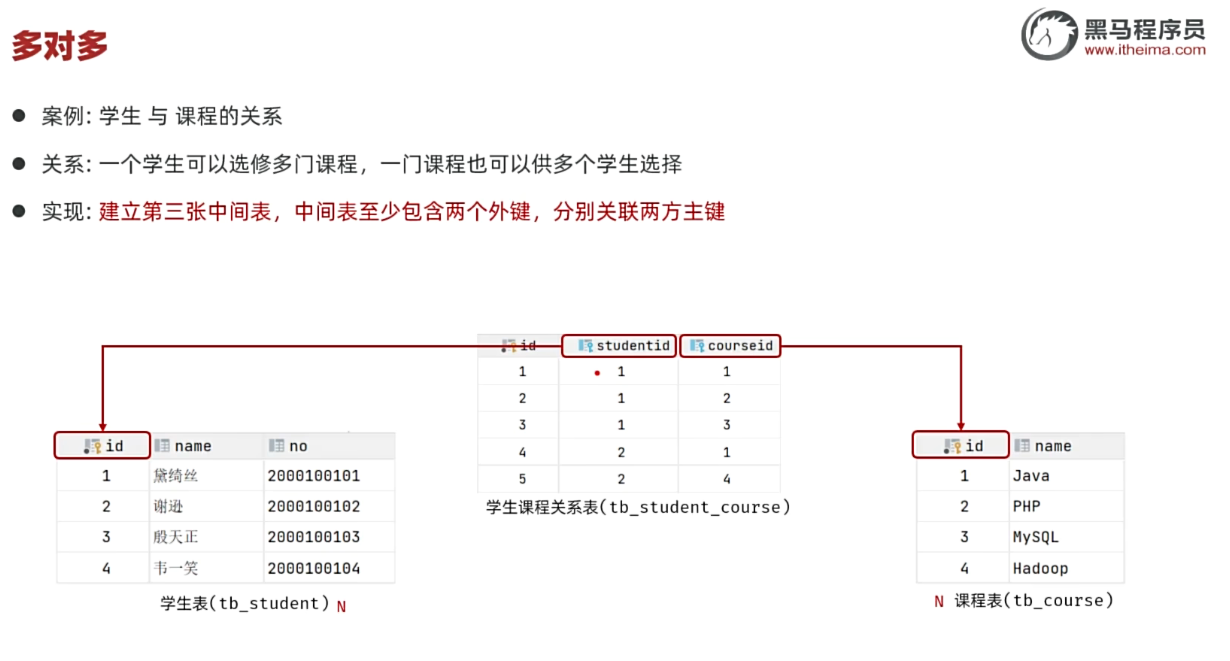 多对多
黑马程序员
www.itheima.com
案例: 学生 与 课程的关系
关系: 一个学生可以选修多门课程，一门课程也可以供多个学生选择
实现: 建立第三张中间表，中间表至少包含两个外键，分别关联两方主键
id studentid courseid
1 1 1
2 1 2
3 1 3
4 2 1
5 2 4
学生课程关系表(tb_student_course)
id name no
1 黛绮丝 2000100101
2 谢逊 2000100102
3 殷天正 2000100103
4 韦一笑 2000100104
学生表(tb_student) N
id name
1 Java
2 PHP
3 MySQL
4 Hadoop
N 课程表(tb_course)